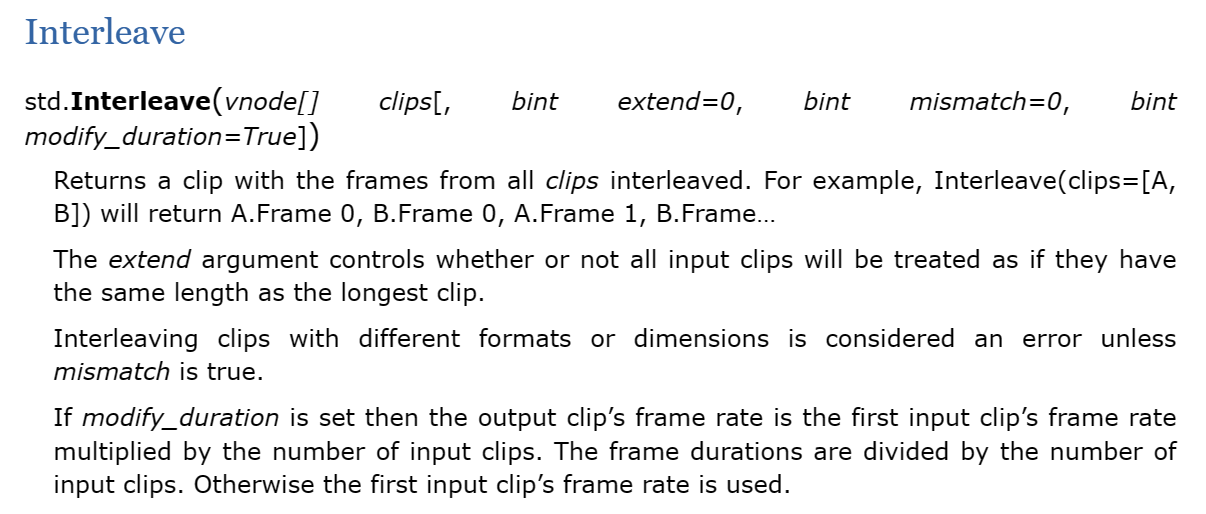 Interleave
std.Interleave(vnode[] clips[, bint extend=0, bint mismatch=0, bint
modify_duration=True])
Returns a clip with the frames from all clips interleaved. For example, Interleave(clips=[A,
B]) will return A.Frame 0, B.Frame 0, A.Frame 1, B.Frame…
The extend argument controls whether or not all input clips will be treated as if they have
the same length as the longest clip.
Interleaving clips with different formats or dimensions is considered an error unless
mismatch is true.
If modify_duration is set then the output clip’s frame rate is the first input clip’s frame rate
multiplied by the number of input clips. The frame durations are divided by the number of
input clips. Otherwise the first input clip’s frame rate is used.